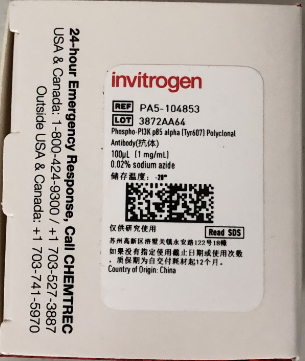 invitrogen
REF PA5-104853
LOT 3872AA64
Phospho-PI3K p85 alpha (Tyr607) Polyclonal
Antibody(抗体)
100µL (1 mg/mL)
0.02% sodium azide
储存温度: -20°
仅供研究使用
Read SDS
苏州高新区浒墅关镇永安路122号18幢
如果没有指定使用截止日期或使用次数
，质保期为自交付耗材起12个月。
Country of Origin: China
24-hour Emergency Response, Call CHEMTREC
USA & Canada: 1-800-424-9300 / +1 703-527-3887
Outside USA & Canada: +1 703-741-5970